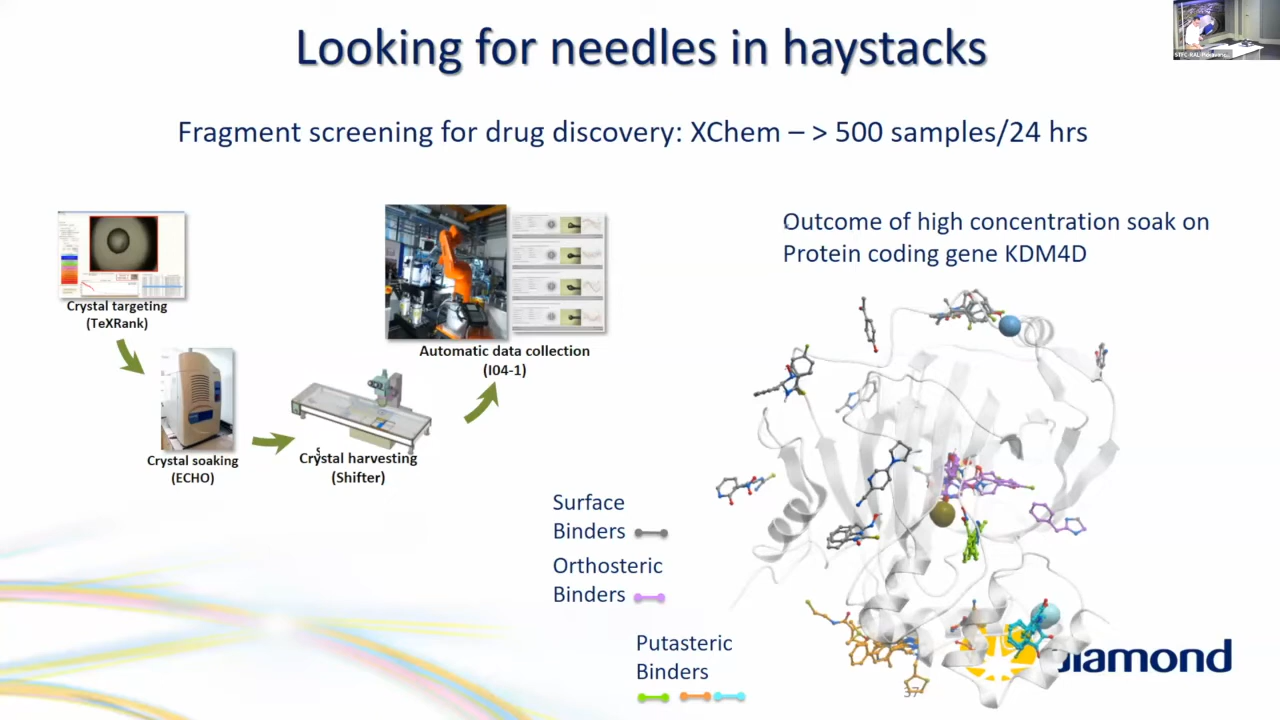 Looking for needles in haystacks
Fragment screening for drug discovery: XChem – > 500 samples/24 hrs
Crystal targeting
(TeXRank)
Crystal soaking
(ECHO)
Crystal harvesting
(Shifter)
Automatic data collection
(I04-1)
Outcome of high concentration soak on
Protein coding gene KDM4D
Surface
Binders
Orthosteric
Binders
Putasteric
Binders
diamond
37